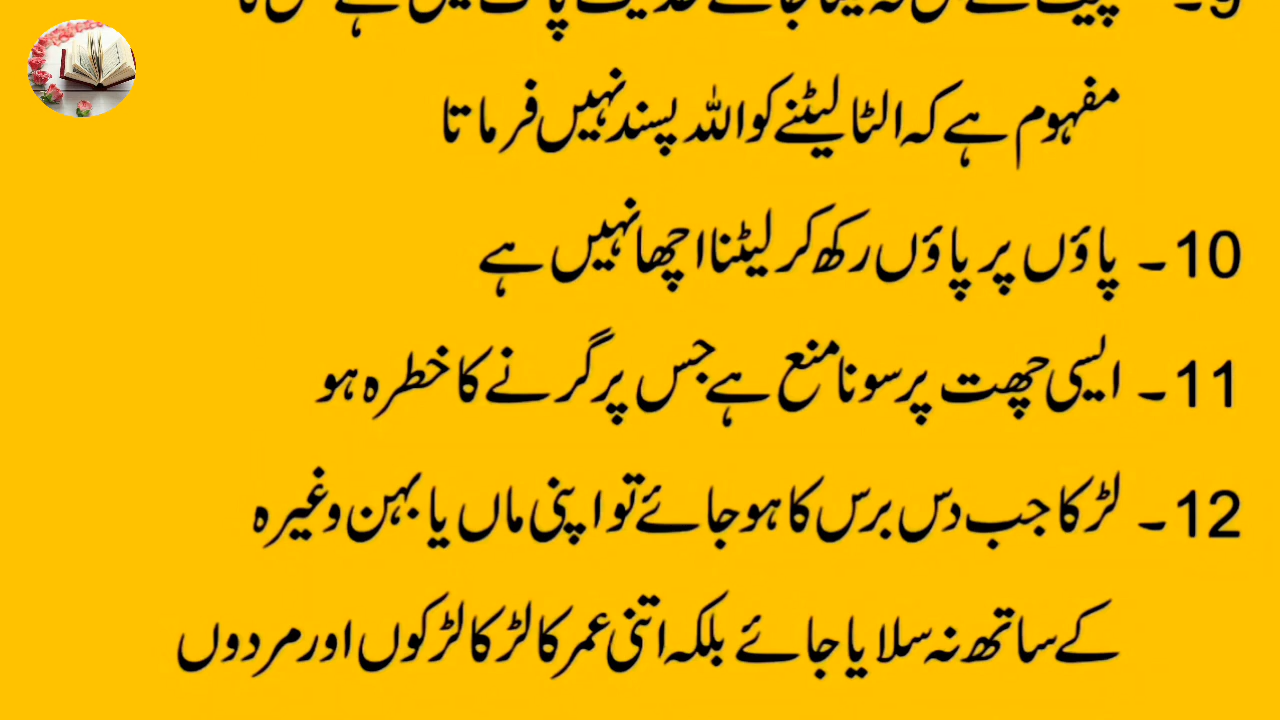 9۔
مفہوم ہے کہ الٹا لیٹنے کو اللہ پسند نہیں فرماتا
10۔ پاؤں پر پاؤں رکھ کر لیٹنا اچھا نہیں ہے
11۔ ایسی چھت پر سونا منع ہے جس پر گرنے کا خطرہ ہو
12۔ لڑکا جب دس برس کا ہو جائے تو اپنی ماں یا بہن وغیرہ
کے ساتھ نہ سلایا جائے بلکہ اتنی عمر کا لڑکا لڑکوں اور مردوں